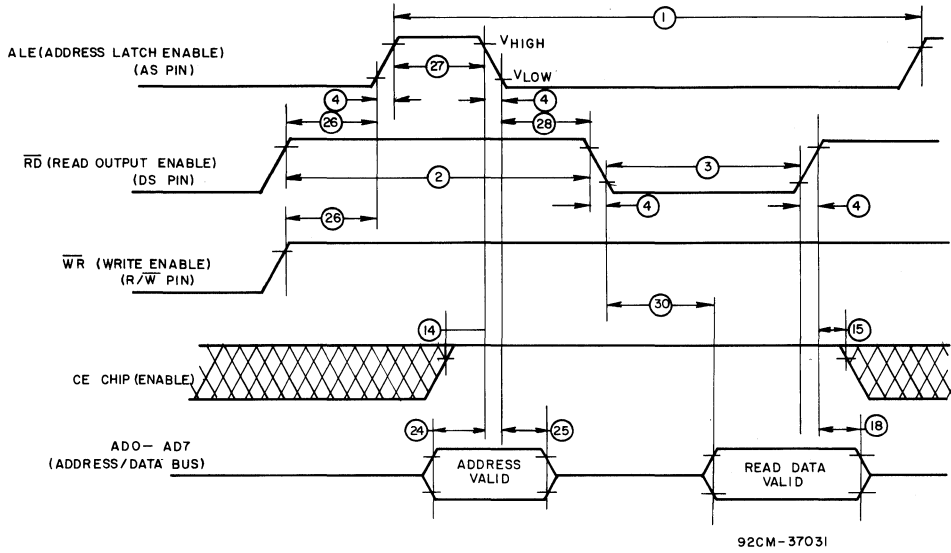 1
ALE (ADDRESS LATCH ENABLE)
(AS PIN)
VHIGH
27
VLOW
4
4
26
28
RD (READ OUTPUT ENABLE)
(DS PIN)
3
2
4
4
26
WR (WRITE ENABLE)
(R/W PIN)
30
14
15
CE CHIP (ENABLE)
24
25
18
AD0– AD7
(ADDRESS/DATA BUS)
ADDRESS
VALID
READ DATA
VALID
92CM-37031